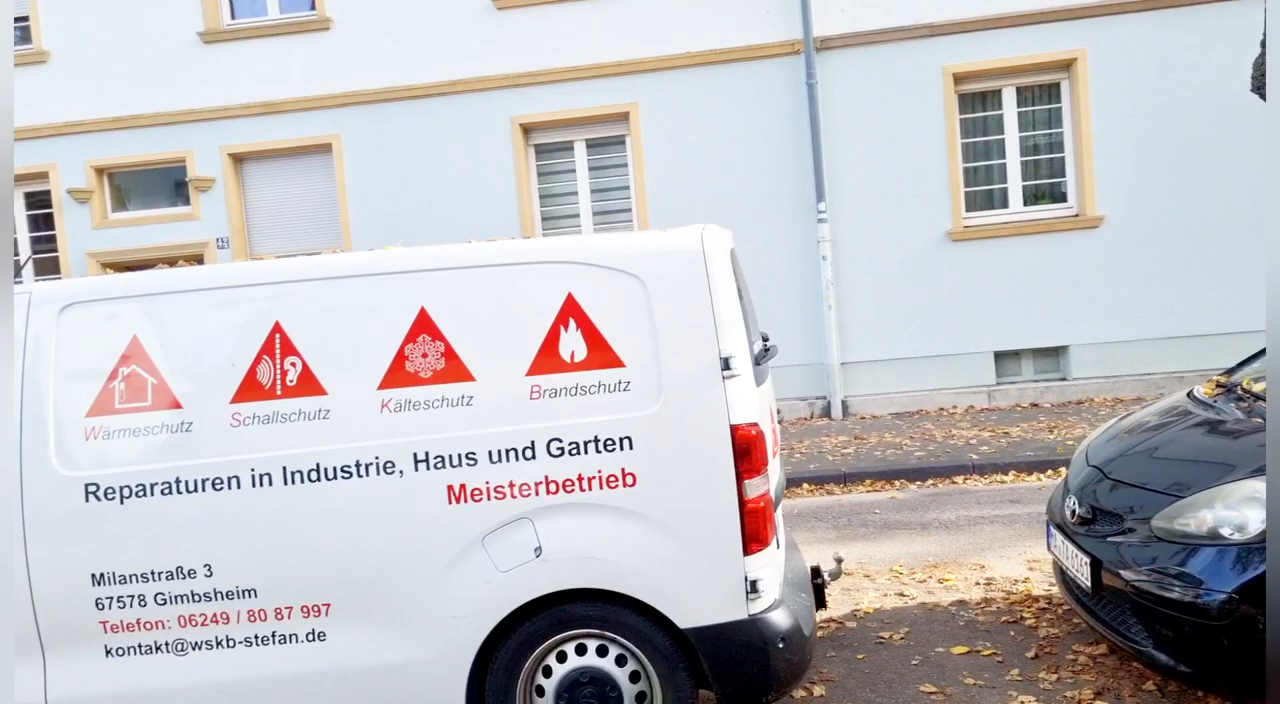 42
Wärmeschutz
Schallschutz
Kälteschutz
Brandschutz
Reparaturen in Industrie, Haus und Garten
Meisterbetrieb
Milanstraße 3
67578 Gimbsheim
Telefon: 06249 / 80 87 997
kontakt@wskb-stefan.de